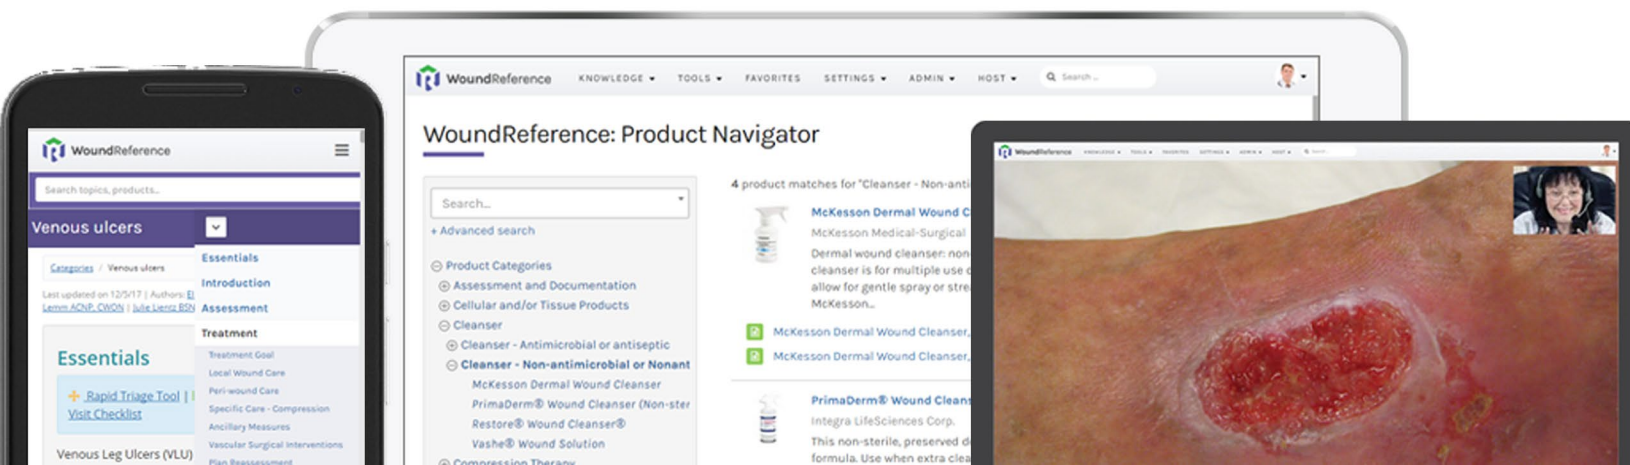 WoundReference
Search topics, products...
Venous ulcers
Categories / Venous ulcers
Last updated on 12/5/17 | Authors:
Lemm ACNP, CWON | Julie Lientz BSN
Essentials
Rapid Triage Tool |
Visit Checklist
Venous Leg Ulcers (VLU)
Essentials
Introduction
Assessment
Treatment
Treatment Goal
Local Wound Care
Peri-wound Care
Specific Care - Compression
Ancillary Measures
Vascular Surgical Interventions
Plan Reassessment
WoundReference
KNOWLEDGE TOOLS FAVORITES SETTINGS ADMIN HOST Search ...
WoundReference: Product Navigator
Search...
+ Advanced search
Product Categories
Assessment and Documentation
Cellular and/or Tissue Products
Cleanser
Cleanser - Antimicrobial or antiseptic
Cleanser - Non-antimicrobial or Nonant
McKesson Dermal Wound Cleanser
PrimaDerm® Wound Cleanser (Non-ster
Restore® Wound Cleanser®
Vashe® Wound Solution
Compression Therapy
4 product matches for "Cleanser - Non-anti
McKesson Dermal Wound C
McKesson Medical-Surgical
Dermal wound cleanser: non-
cleanser is for multiple use
allow for gentle spray or stre
McKesson...
McKesson Dermal Wound Cleanser,
McKesson Dermal Wound Cleanser,
PrimaDerm® Wound Cleans
Integra LifeSciences Corp.
This non-sterile, preserved d
formula. Use when extra clea
WoundReference
KNOWLEDGE TOOLS FAVORITES SETTINGS ADMIN HOST